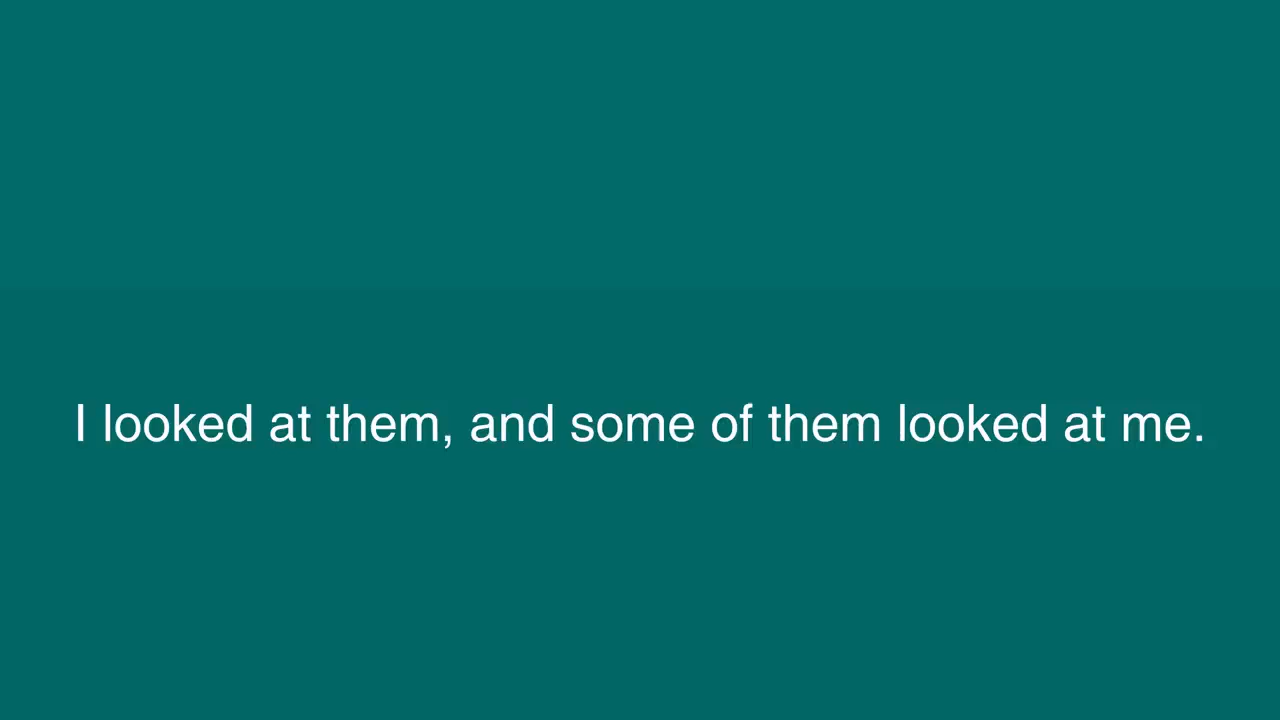 I looked at them, and some of them looked at me.